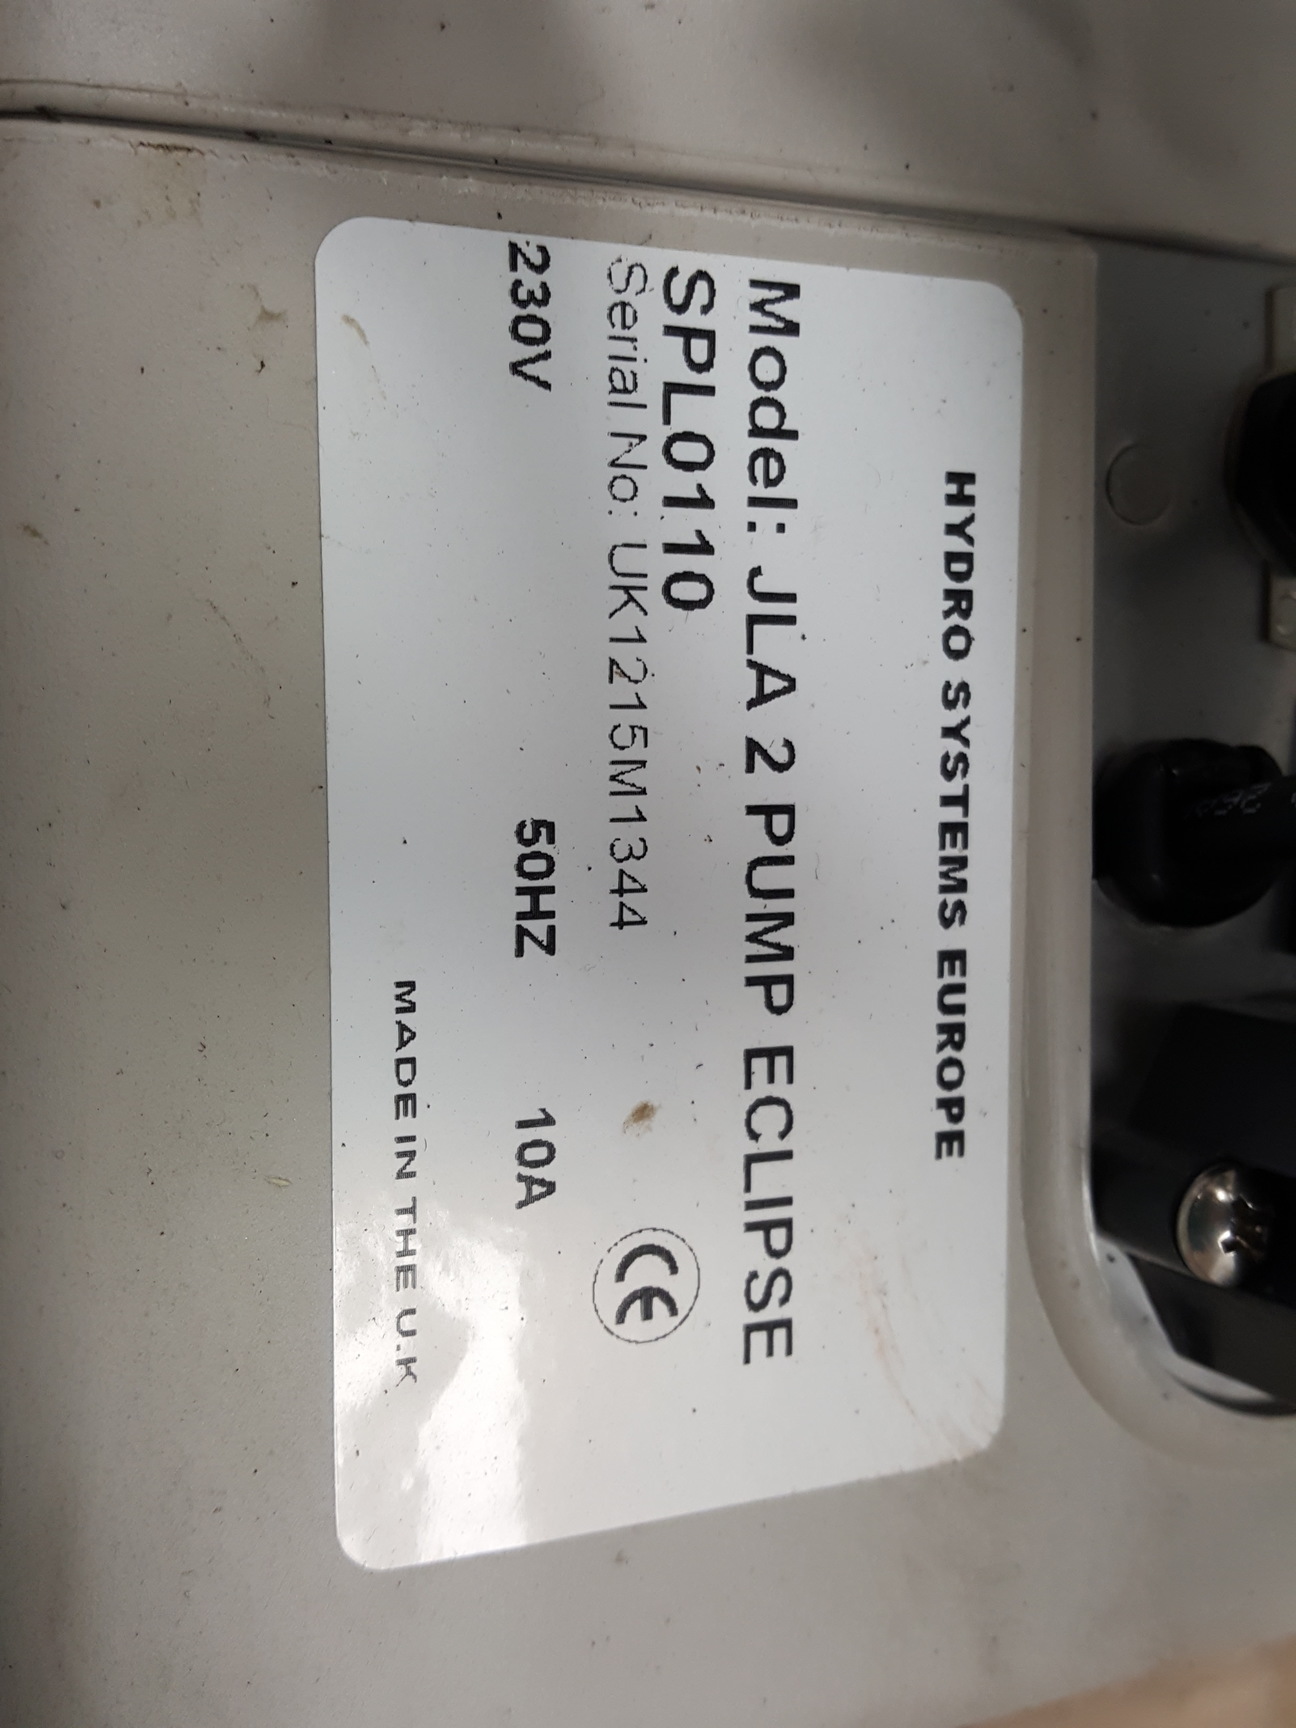 HYDRO SYSTEMS EUROPE
Model: JLA 2 PUMP ECLIPSE
SPL0110
Serial No: UK1215M1344
CE
230V 50HZ 10A
MADE IN THE U.K